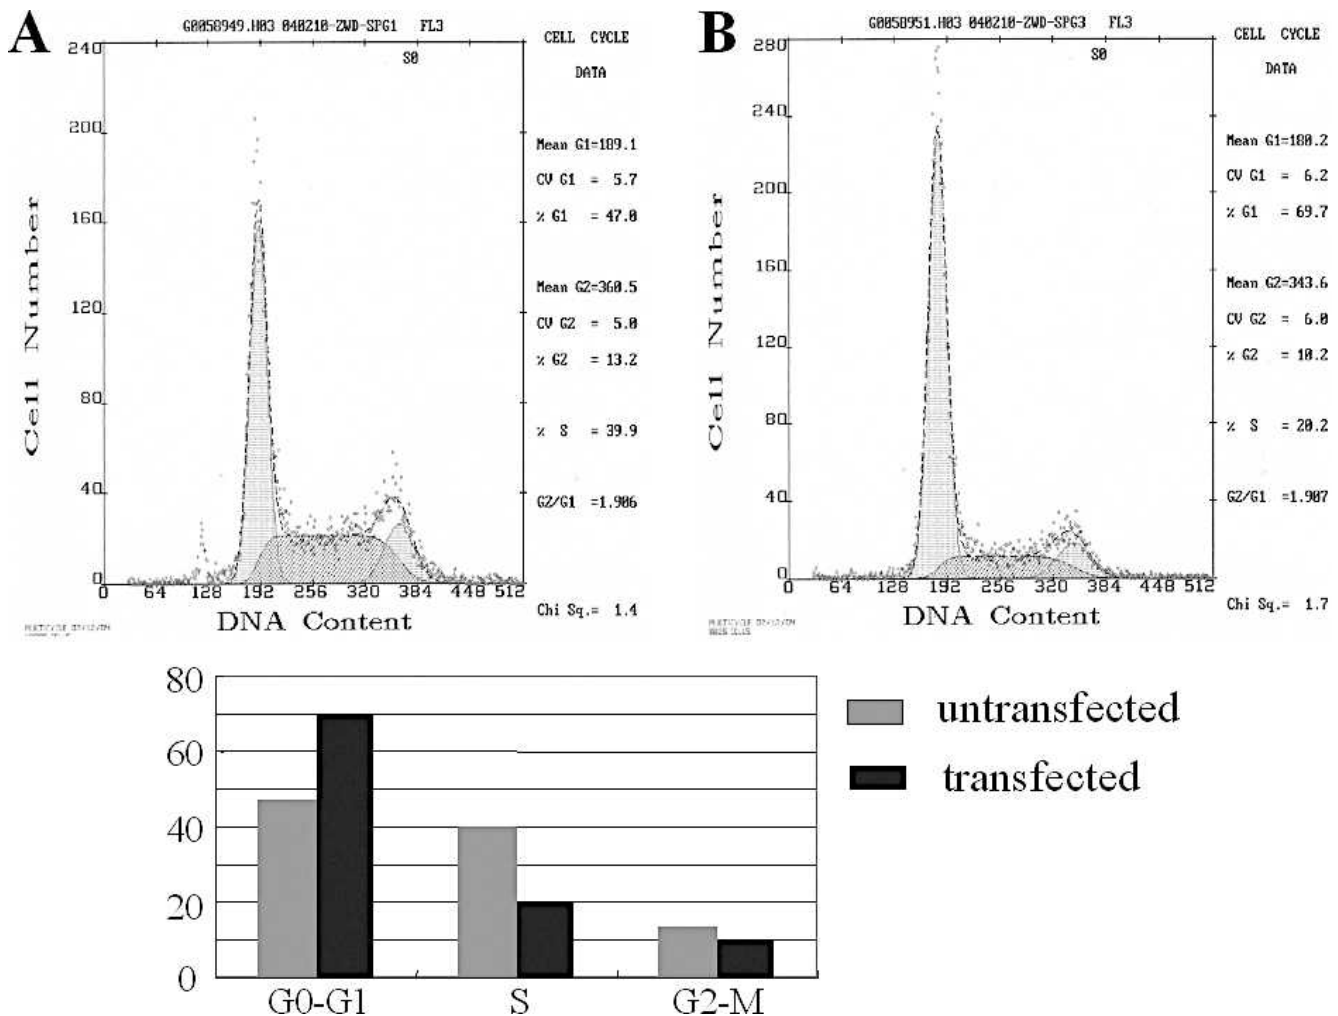 A
G0058949.H03 040210-ZWD-SPG1 FL3
S0
CELL CYCLE
DATA
Mean G1=189.1
CV G1 = 5.7
% G1 = 47.0
Mean G2=360.5
CV G2 = 5.0
% G2 = 13.2
% S = 39.9
G2/G1 =1.906
Chi Sq.= 1.4
240
200
160
120
80
40
0
Cell Number
0 64 128 192 256 320 384 448 512
DNA Content
B
G0058951.H03 040210-ZWD-SPG3 FL3
S0
CELL CYCLE
DATA
Mean G1=180.2
CV G1 = 6.2
% G1 = 69.7
Mean G2=343.6
CV G2 = 6.0
% G2 = 10.2
% S = 20.2
G2/G1 =1.907
Chi Sq.= 1.7
280
240
200
160
120
80
40
0
Cell Number
0 64 128 192 256 320 384 448 512
DNA Content
80
60
40
20
0
G0-G1 S G2-M
untransfected
transfected